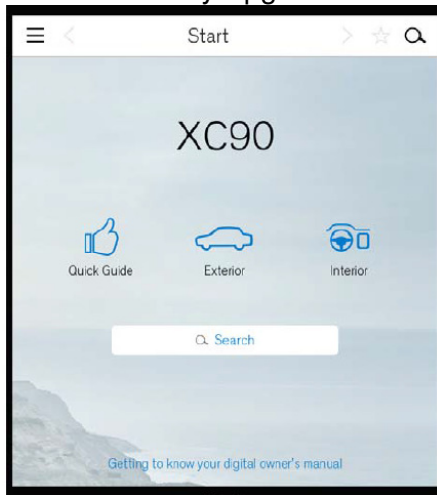 Start
XC90
Quick Guide Exterior Interior
Search
Getting to know your digital owner's manual